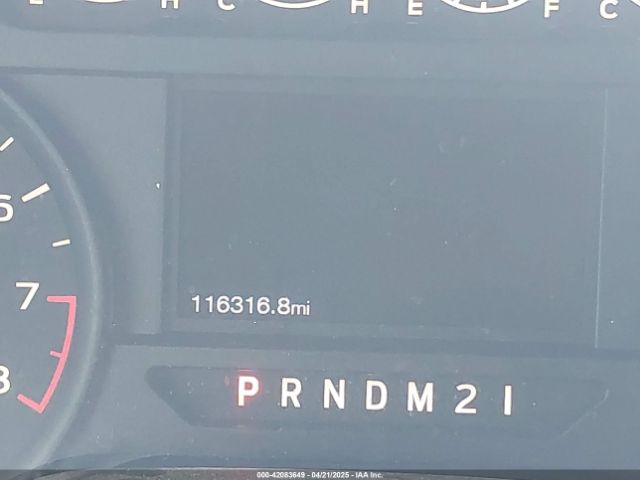 E H C H E F C
6
7
8
116316.8mi
P R N D M 2 1
000-42083649 - 04/21/2025 - IAA Inc.